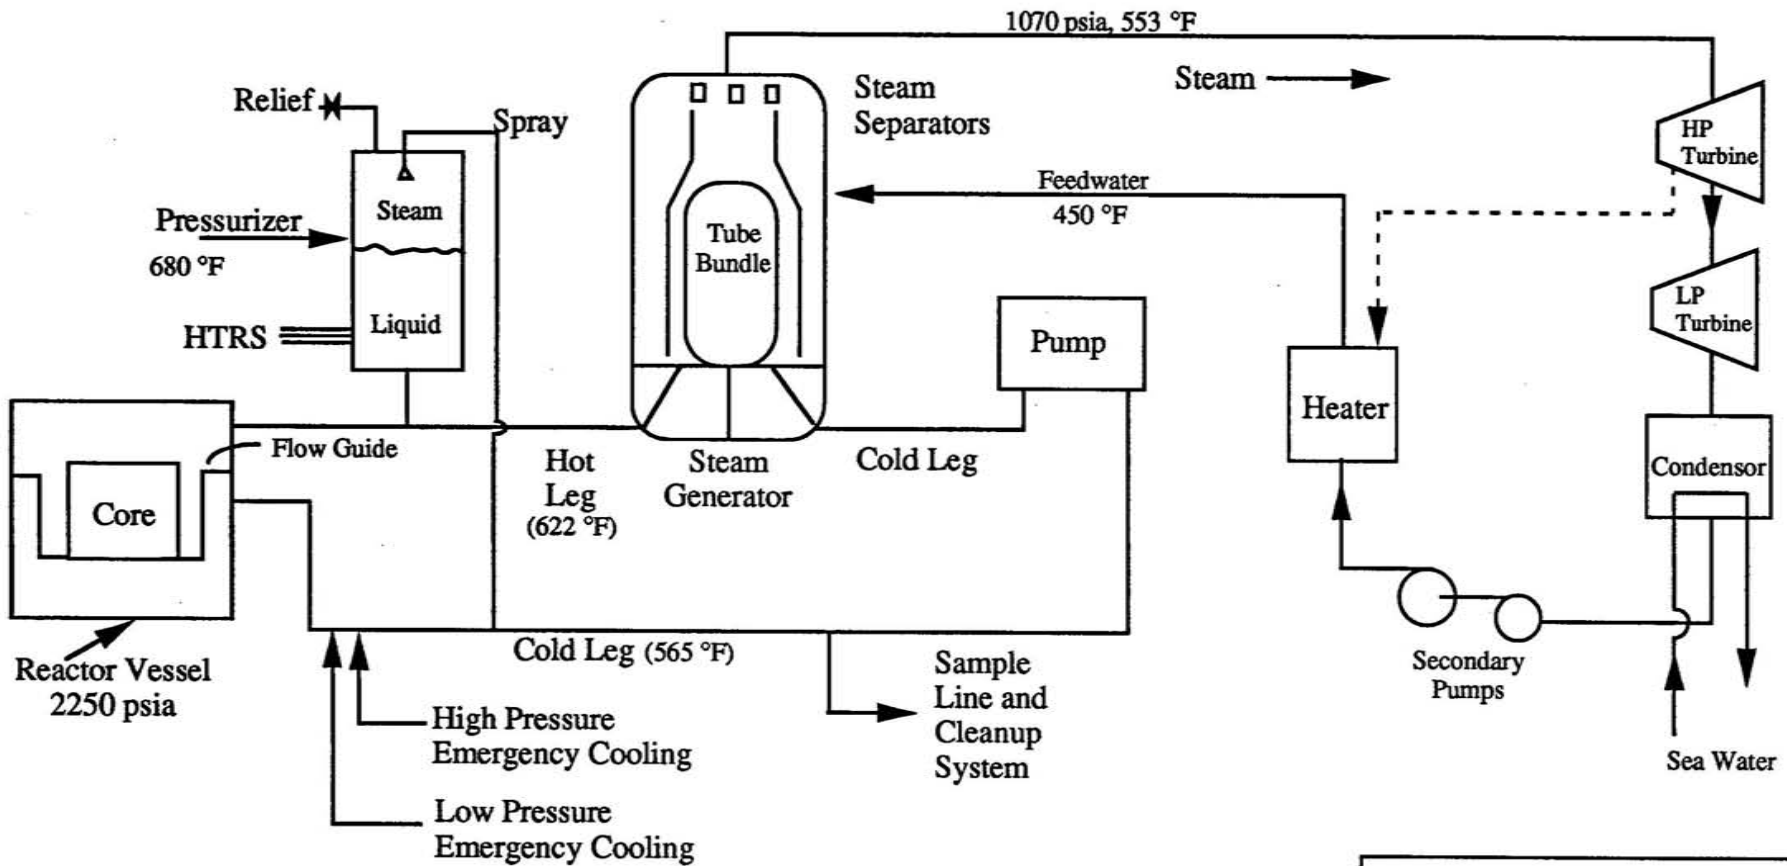 1070 psia, 553 °F
Steam
Relief
Spray
Steam
Separators
HP
Turbine
Feedwater
450 °F
Steam
Pressurizer
680 °F
Tube
Bundle
LP
Turbine
HTRS
Liquid
Pump
Heater
Flow Guide
Hot
Leg
(622 °F)
Steam
Generator
Cold Leg
Condensor
Core
Reactor Vessel
2250 psia
Cold Leg (565 °F)
Sample
Line and
Cleanup
System
Secondary
Pumps
High Pressure
Emergency Cooling
Sea Water
Low Pressure
Emergency Cooling